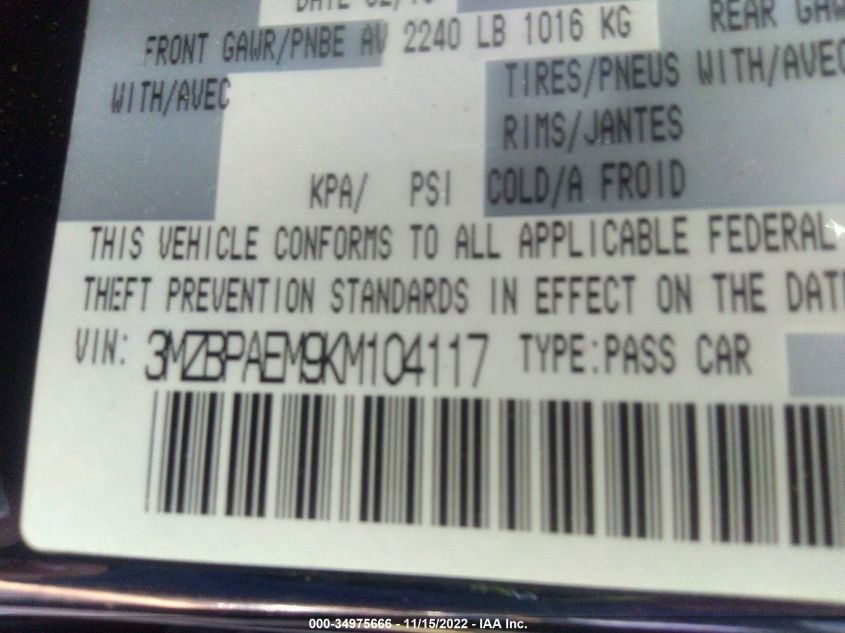 FRONT GAWR/PNBE AV 2240 LB 1016 KG
REAR
WITH/AVEC
TIRES/PNEUS WITH/AVEC
RIMS/JANTES
KPA/ PSI COLD/A FROID
THIS VEHICLE CONFORMS TO ALL APPLICABLE FEDERAL
THEFT PREVENTION STANDARDS IN EFFECT ON THE
VIN: 3MZBPAEM9KM104117 TYPE:PASS CAR
000-34975666 - 11/15/2022 - IAA Inc.